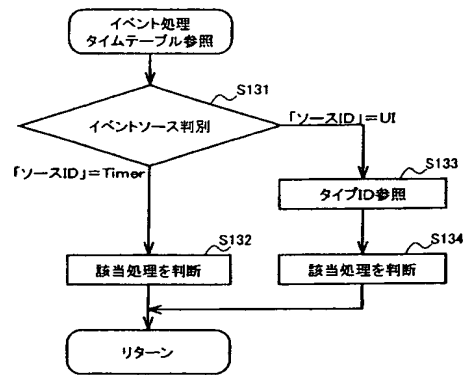 イベント処理
タイムテーブル参照
S131
イベントソース判別
「ソースID」=UI
「ソースID」=Timer
S133
タイプID参照
S132
S134
該当処理を判断
該当処理を判断
リターン